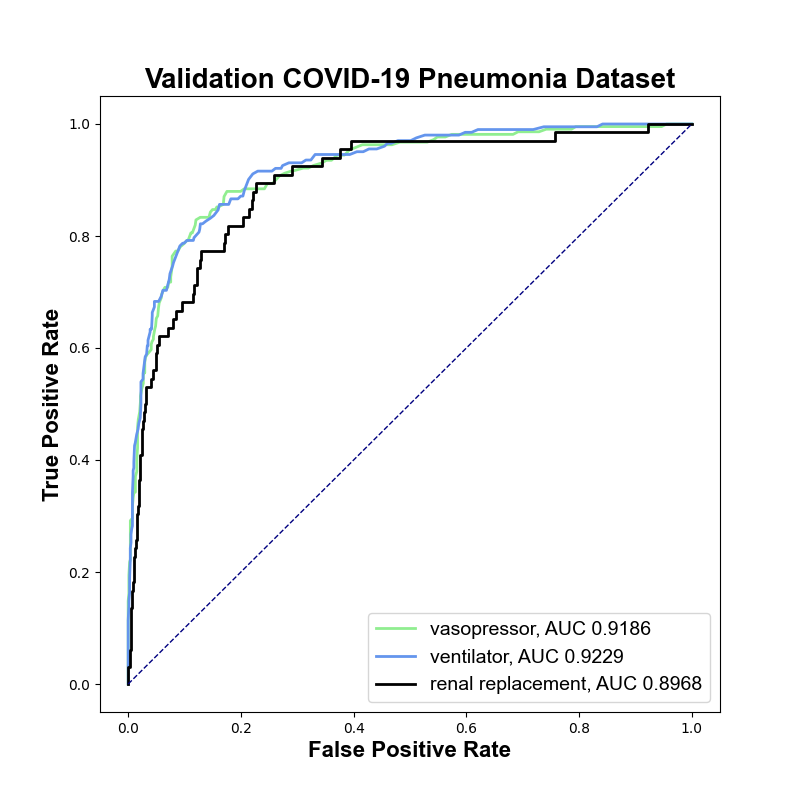 Validation COVID-19 Pneumonia Dataset
True Positive Rate
1.0
0.8
0.6
0.4
0.2
0.0
vasopressor, AUC 0.9186
ventilator, AUC 0.9229
renal replacement, AUC 0.8968
0.0 0.2 0.4 0.6 0.8 1.0
False Positive Rate